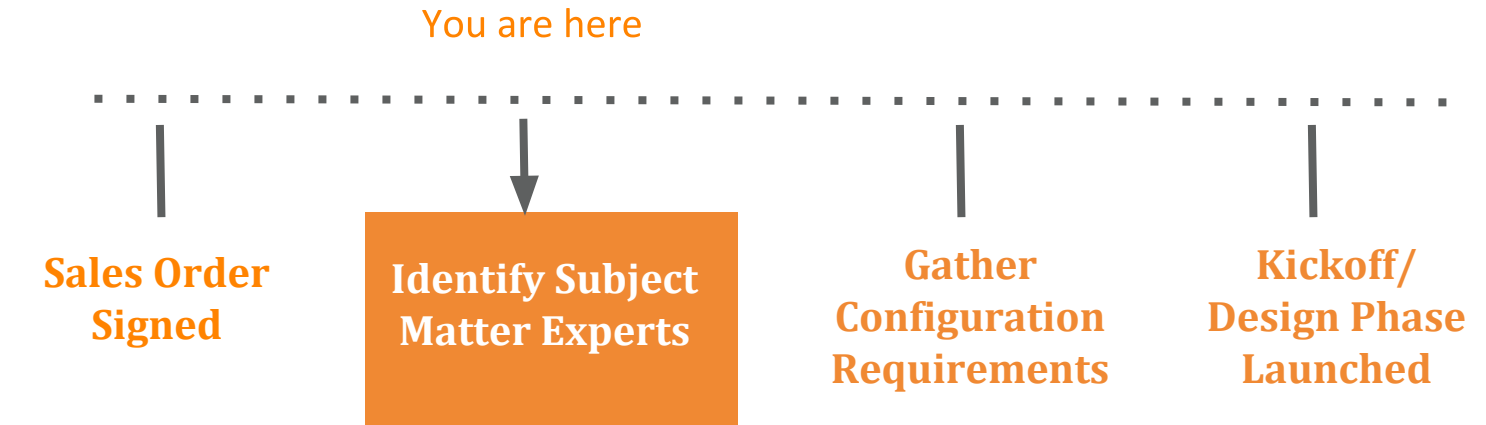 You are here
Sales Order
Signed
Identify Subject
Matter Experts
Gather
Configuration
Requirements
Kickoff/
Design Phase
Launched